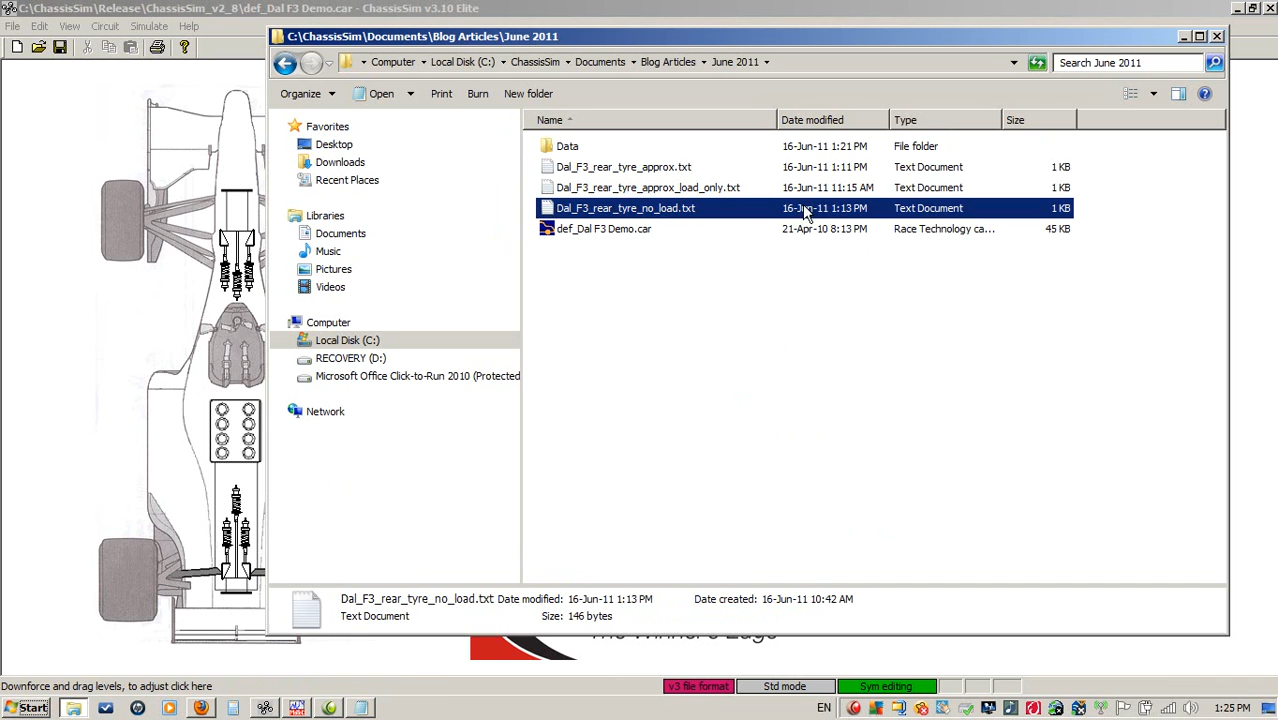 C:\ChassisSim\Release\ChassisSim_v2_8\def_Dal F3 Demo.car - ChassisSim v3.10 Elite
File Edit View Circuit Simulate Help
C:\ChassisSim\Documents\Blog Articles\June 2011
Computer Local Disk (C:) ChassisSim Documents Blog Articles June 2011
Search June 2011
Organize Open Print Burn New folder
Name Date modified Type Size
Favorites
Desktop
Downloads
Recent Places
Libraries
Documents
Music
Pictures
Videos
Computer
Local Disk (C:)
RECOVERY (D:)
Microsoft Office Click-to-Run 2010 (Protected
Network
Data 16-Jun-11 1:21 PM File folder
Dal_F3_rear_tyre_approx.txt 16-Jun-11 1:11 PM Text Document 1 KB
Dal_F3_rear_tyre_approx_load_only.txt 16-Jun-11 11:15 AM Text Document 1 KB
Dal_F3_rear_tyre_no_load.txt 16-Jun-11 1:13 PM Text Document 1 KB
def_Dal F3 Demo.car 21-Apr-10 8:13 PM Race Technology ca... 45 KB
Dal_F3_rear_tyre_no_load.txt Date modified: 16-Jun-11 1:13 PM Date created: 16-Jun-11 10:42 AM
Text Document Size: 146 bytes
The Winner's Edge
Downforce and drag levels, to adjust click here
v3 file format Std mode Sym editing
Start EN 1:25 PM